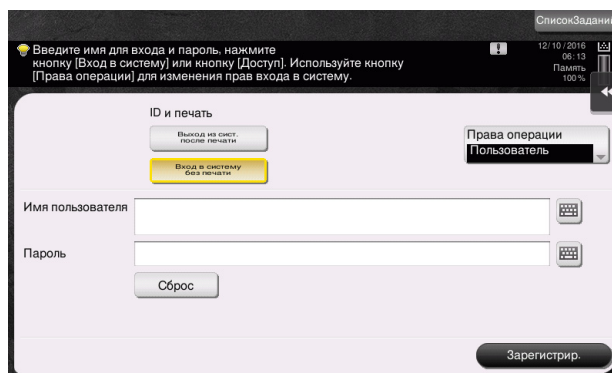 СписокЗадани
Введите имя для входа и пароль, нажмите
кнопку [Вход в систему] или кнопку [Доступ]. Используйте кнопку
[Права операции] для изменения прав входа в систему.
12/10/2016
06:13
Память
100%
ID и печать
Выход из сист.
после печати
Права операции
Пользователь
Вход в систему
без печати
Имя пользователя
Пароль
Сброс
Зарегистрир.